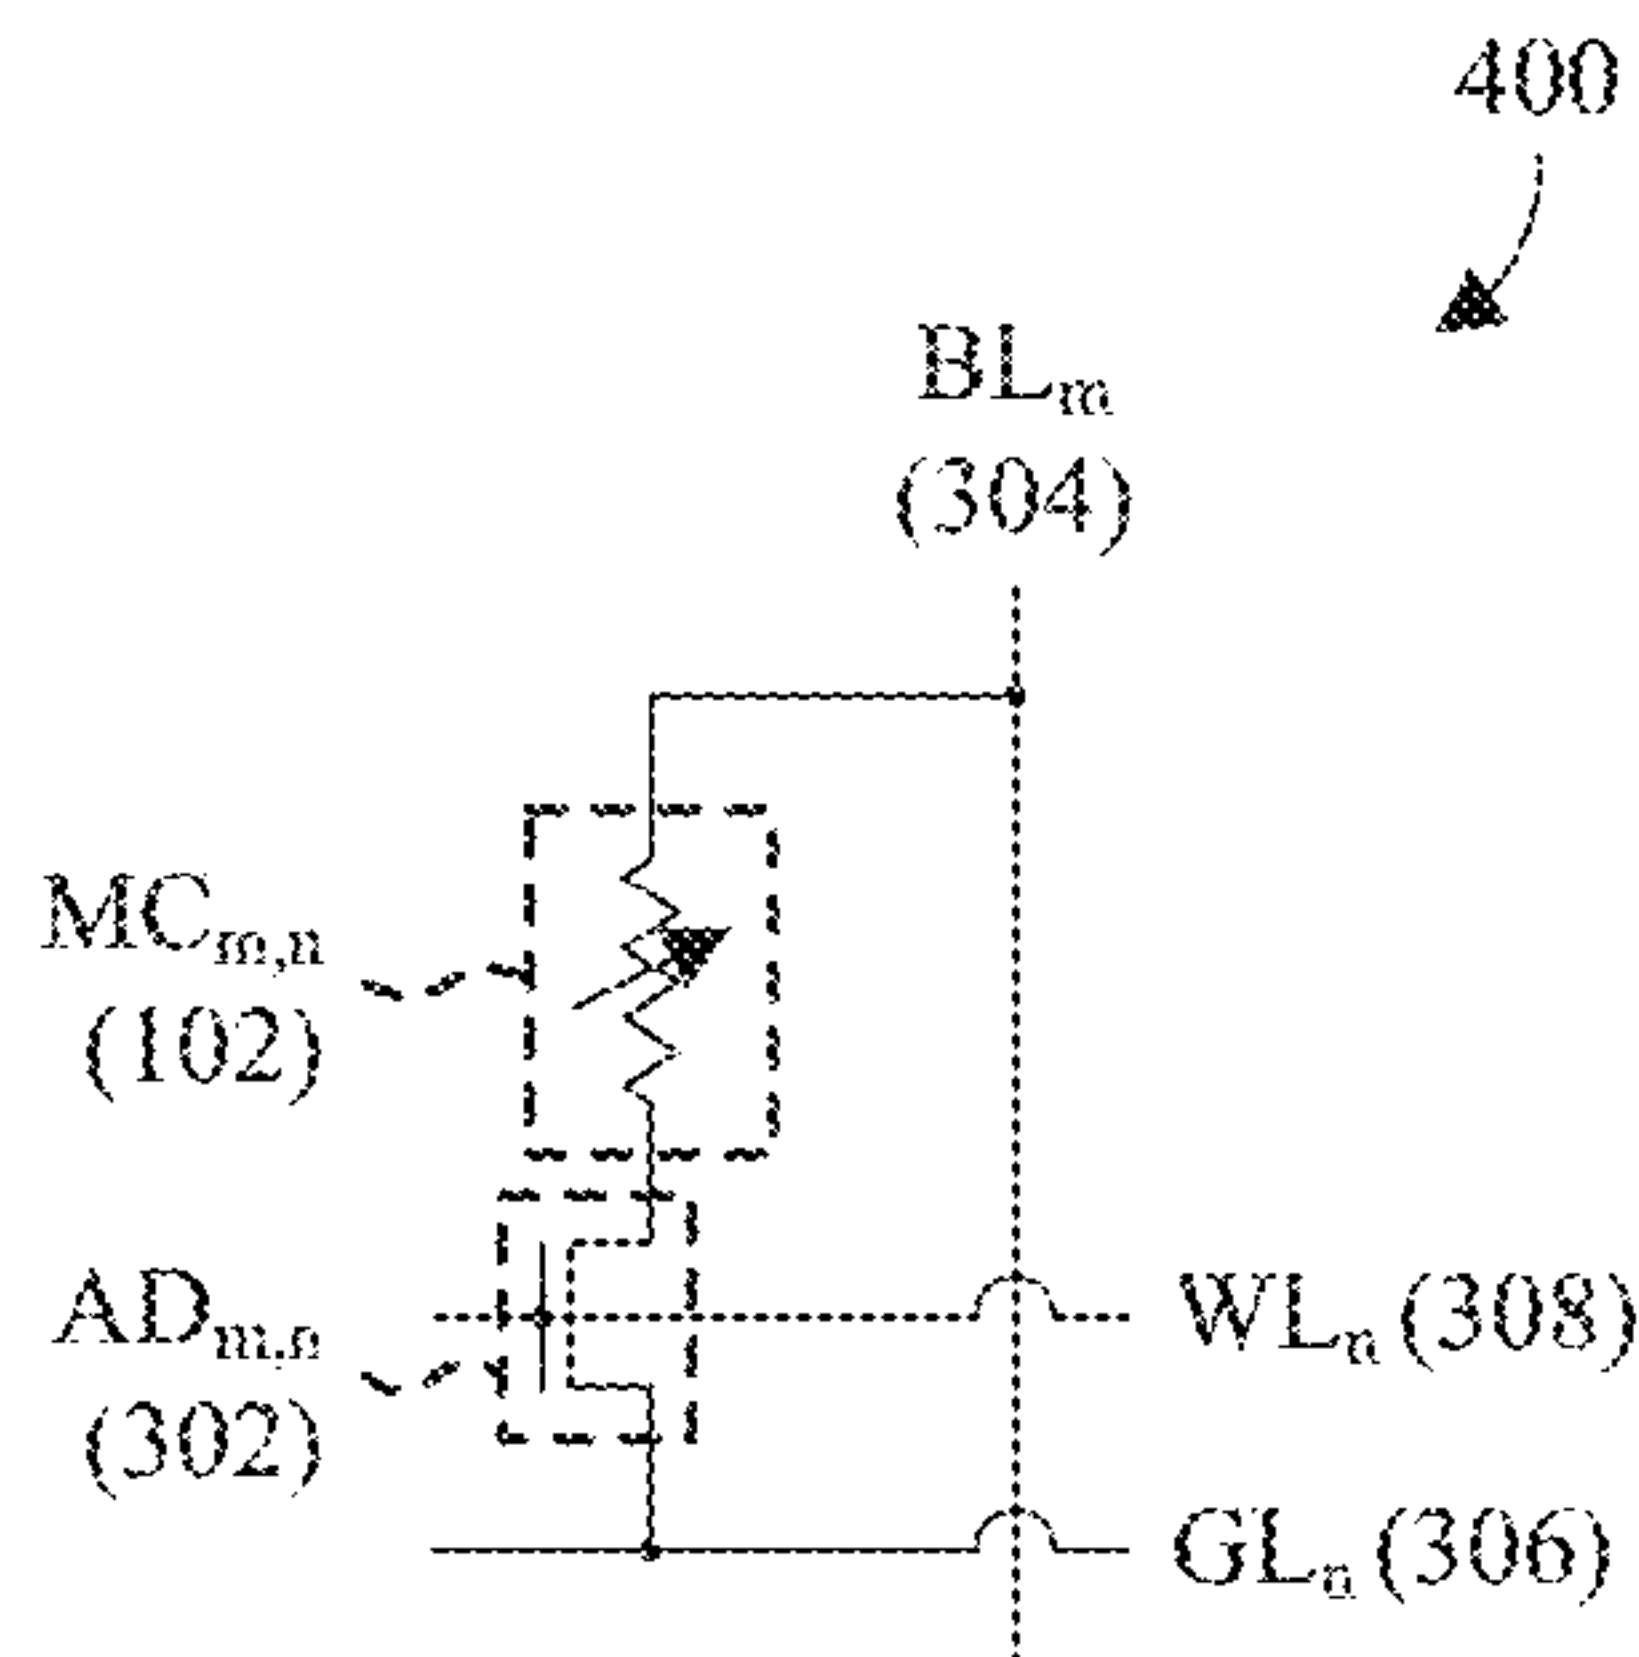 400
BLm
(304)
MCm,n
(102)
ADm,n
(302)
WLn (308)
GLn (306)